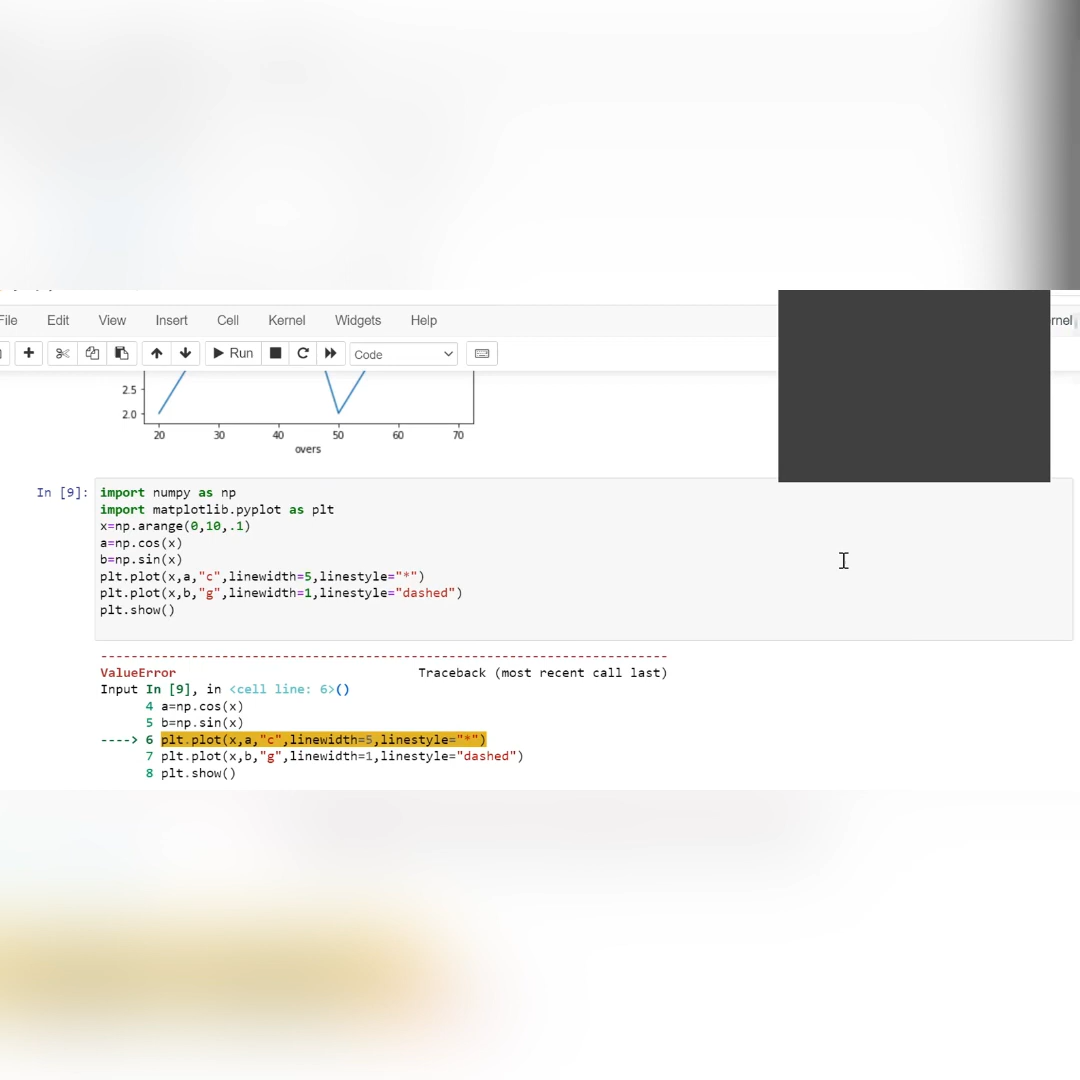 File Edit View Insert Cell Kernel Widgets Help
Run Code
2.5
2.0
20 30 40 50 60 70
overs
In [9]: import numpy as np
import matplotlib.pyplot as plt
x=np.arange(0,10,.1)
a=np.cos(x)
b=np.sin(x)
plt.plot(x,a,"c",linewidth=5,linestyle="*")
plt.plot(x,b,"g",linewidth=1,linestyle="dashed")
plt.show()
---------------------------------------------------------------------------
ValueError Traceback (most recent call last)
Input In [9], in <cell line: 6>()
4 a=np.cos(x)
5 b=np.sin(x)
----> 6 plt.plot(x,a,"c",linewidth=5,linestyle="*")
7 plt.plot(x,b,"g",linewidth=1,linestyle="dashed")
8 plt.show()